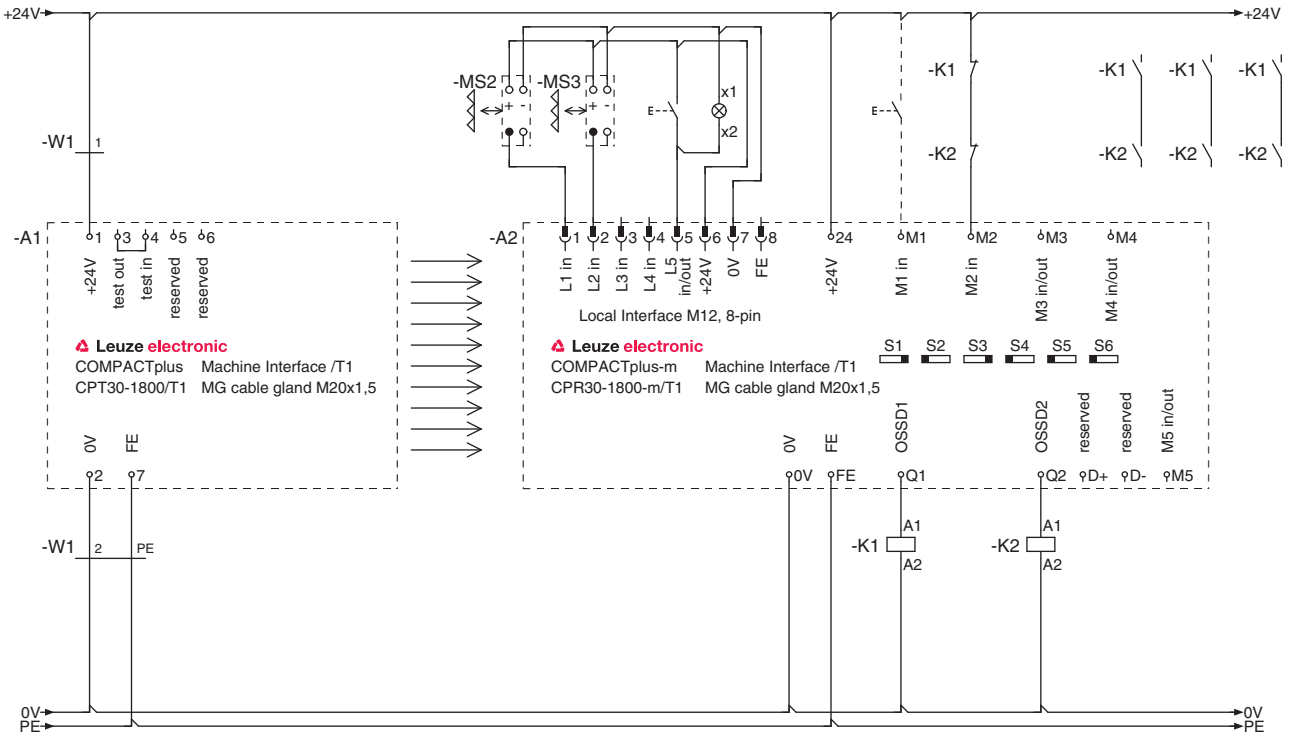 +24V +24V
-MS2 -MS3
+ - + -
E E
x1
x2
-K1 -K1 -K1 -K1
-K2 -K2 -K2 -K2
-W1 1
-A1 1 3 4 5 6
+24V
test out
test in
reserved
reserved
-A2 1 2 3 4 5 6 7 8 24 M1 M2 M3 M4
L1 in
L2 in
L3 in
L4 in
L5
in/out
+24V
0V
FE
+24V
M1 in
M2 in
M3 in/out
M4 in/out
Local Interface M12, 8-pin
Leuze electronic
COMPACTplus Machine Interface /T1
CPT30-1800/T1 MG cable gland M20x1,5
Leuze electronic
COMPACTplus-m Machine Interface /T1
CPR30-1800-m/T1 MG cable gland M20x1,5
S1 S2 S3 S4 S5 S6
0V
FE
0V
FE
OSSD1
OSSD2
reserved
reserved
M5 in/out
2 7
0V FE Q1 Q2 D+ D- M5
-W1 2 PE
-K1 A1
A2
-K2 A1
A2
0V 0V
PE PE